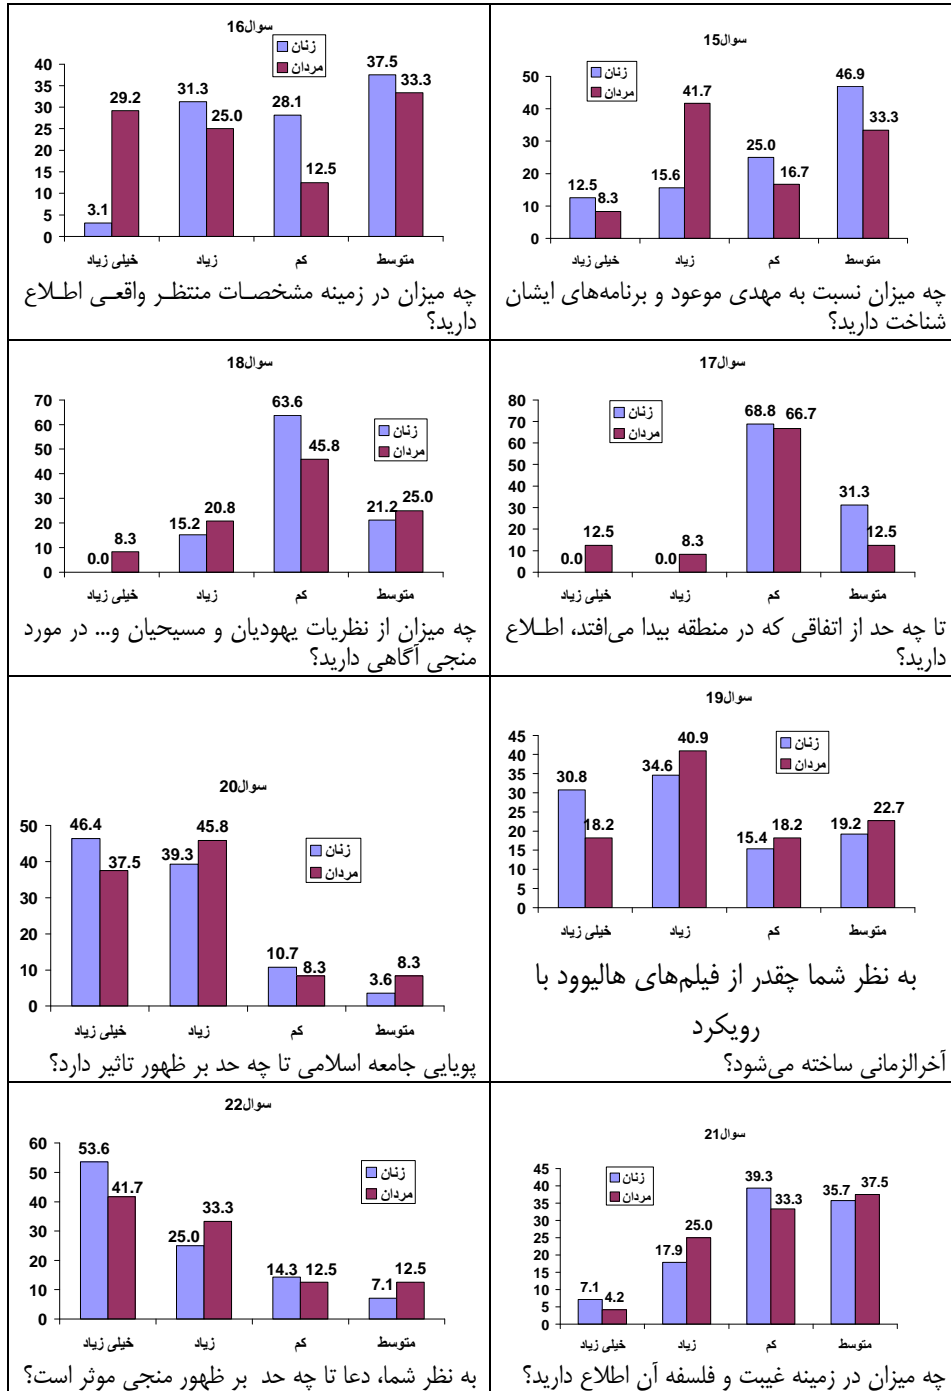 سوال15
زنان
مردان
50
40
30
20
10
0
12.5 8.3 15.6 41.7 25.0 16.7 46.9 33.3
خیلی زیاد زیاد کم متوسط
چه میزان نسبت به مهدی موعود و برنامه‌های ایشان
شناخت دارید؟
سوال16
زنان
مردان
40
35
30
25
20
15
10
5
0
3.1 29.2 31.3 25.0 28.1 12.5 37.5 33.3
خیلی زیاد زیاد کم متوسط
چه میزان در زمینه مشخصات منتظر واقعی اطلاع
دارید؟
سوال17
زنان
مردان
80
70
60
50
40
30
20
10
0
0.0 12.5 0.0 8.3 68.8 66.7 31.3 12.5
خیلی زیاد زیاد کم متوسط
تا چه حد از اتفاقی که در منطقه بیدا می‌افتد، اطلاع
دارید؟
سوال18
زنان
مردان
70
60
50
40
30
20
10
0
0.0 8.3 15.2 20.8 63.6 45.8 21.2 25.0
خیلی زیاد زیاد کم متوسط
چه میزان از نظریات یهودیان و مسیحیان و... در مورد
منجی آگاهی دارید؟
سوال19
زنان
مردان
45
40
35
30
25
20
15
10
5
0
30.8 18.2 34.6 40.9 15.4 18.2 19.2 22.7
خیلی زیاد زیاد کم متوسط
به نظر شما چقدر از فیلم‌های هالیوود با
رویکرد
آخرالزمانی ساخته می‌شود؟
سوال20
زنان
مردان
50
40
30
20
10
0
46.4 37.5 39.3 45.8 10.7 8.3 3.6 8.3
خیلی زیاد زیاد کم متوسط
پویایی جامعه اسلامی تا چه حد بر ظهور تاثیر دارد؟
سوال21
زنان
مردان
45
40
35
30
25
20
15
10
5
0
7.1 4.2 17.9 25.0 39.3 33.3 35.7 37.5
خیلی زیاد زیاد کم متوسط
چه میزان در زمینه غیبت و فلسفه آن اطلاع دارید؟
سوال22
زنان
مردان
60
50
40
30
20
10
0
53.6 41.7 25.0 33.3 14.3 12.5 7.1 12.5
خیلی زیاد زیاد کم متوسط
به نظر شما، دعا تا چه حد بر ظهور منجی موثر است؟